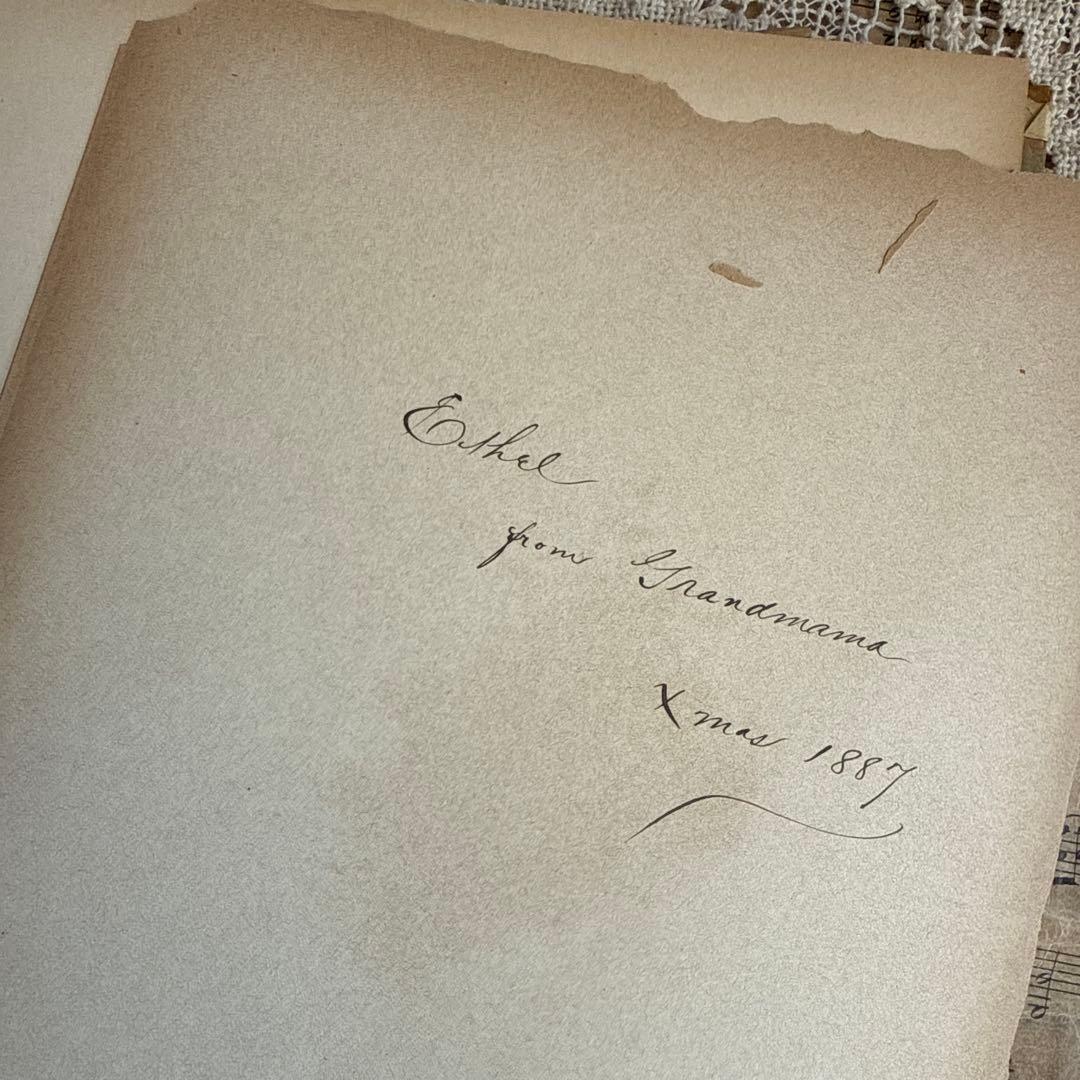 Ethel
from Grandmama
Xmas 1887